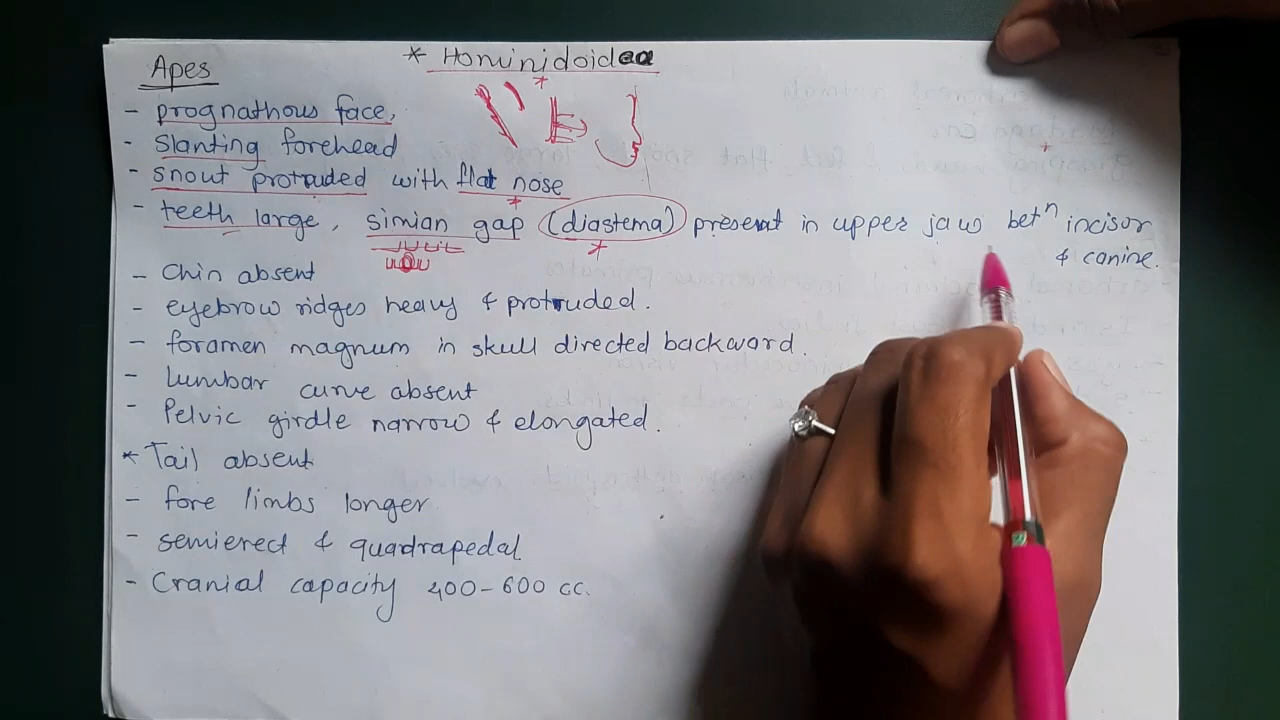 * Hominidoidea
Apes
- prognathous face,
- Slanting forehead
- snout protruded with flat nose
- teeth large, simian gap (diastema) present in upper jaw betⁿ incisor
& canine.
- Chin absent
- eyebrow ridges heavy & protruded.
- foramen magnum in skull directed backward.
- Lumbar curve absent
- Pelvic girdle narrow & elongated.
* Tail absent
- fore limbs longer
- semierect & quadrapedal
- Cranial capacity 400-600 cc.